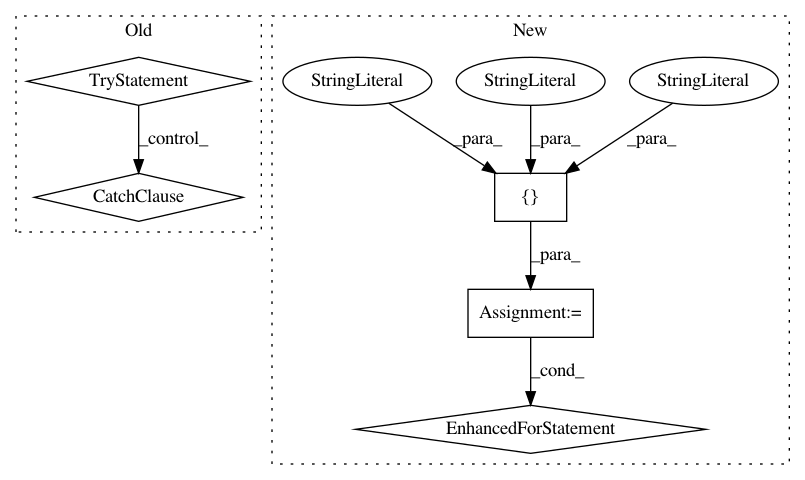 Old
New
TryStatement
StringLiteral
StringLiteral
StringLiteral
_control_
_para_
_para_
_para_
CatchClause
{}
_para_
Assignment:=
_cond_
EnhancedForStatement